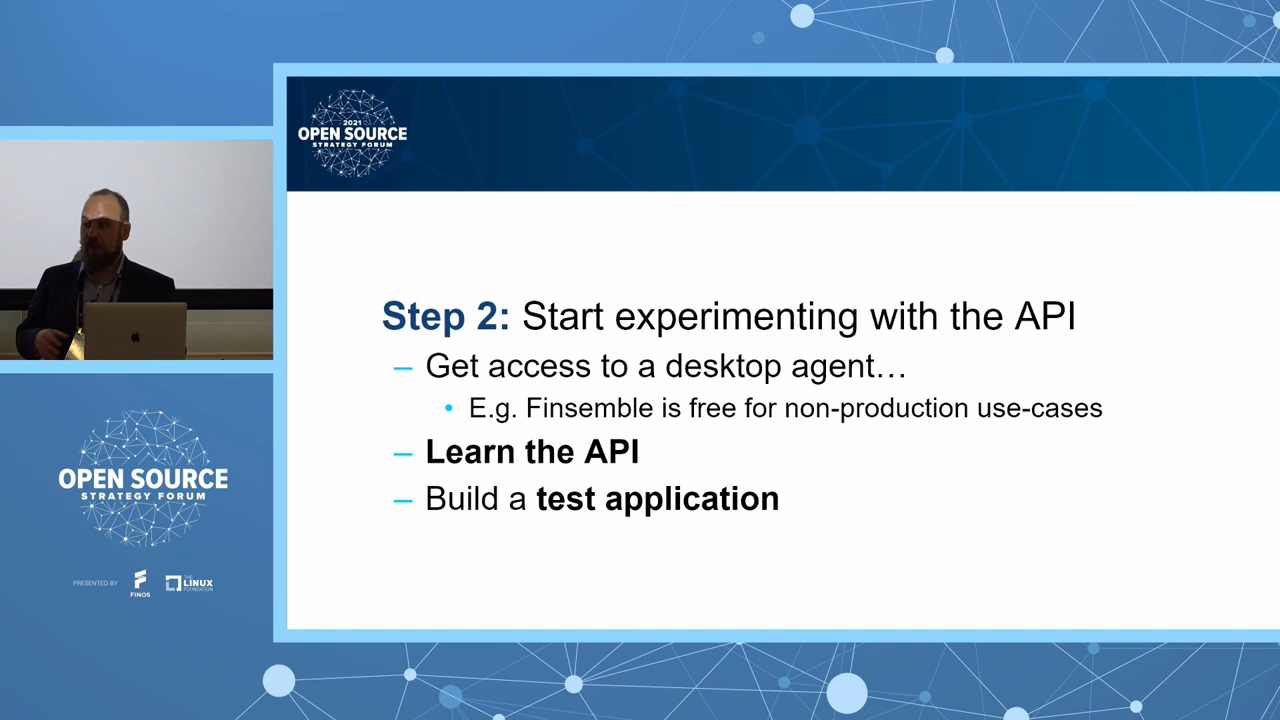 2021
OPEN SOURCE
STRATEGY FORUM
Step 2: Start experimenting with the API
– Get access to a desktop agent…
• E.g. Finsemble is free for non-production use-cases
– Learn the API
– Build a test application
OPEN SOURCE
STRATEGY FORUM
PRESENTED BY
FINOS
THE
LINUX
FOUNDATION